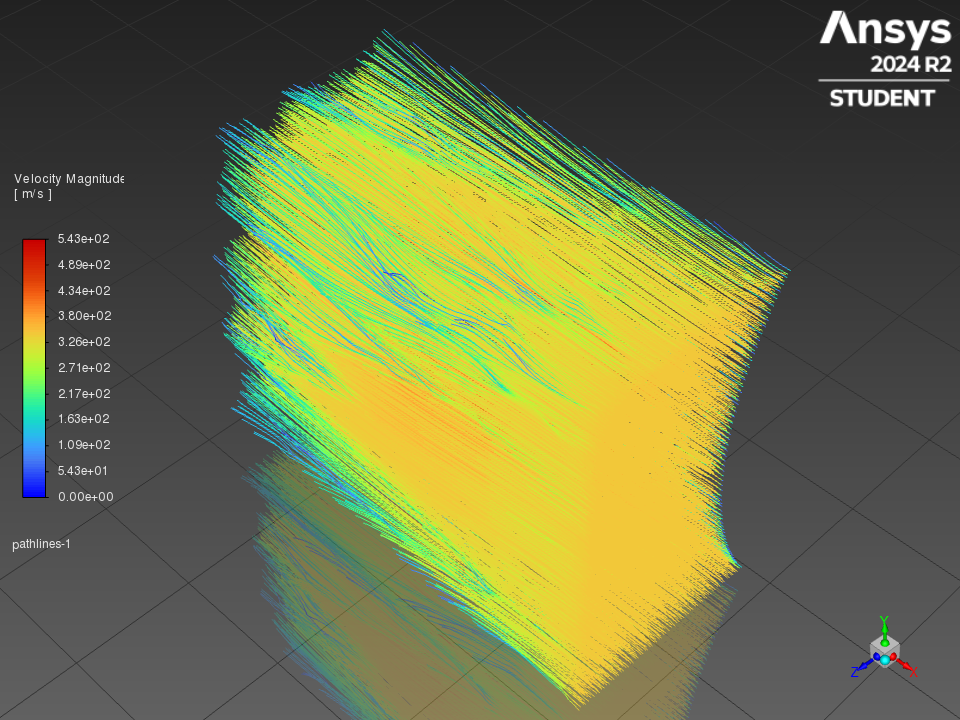 Ansys
2024 R2
STUDENT
Velocity Magnitude
[ m/s ]
5.43e+02
4.89e+02
4.34e+02
3.80e+02
3.26e+02
2.71e+02
2.17e+02
1.63e+02
1.09e+02
5.43e+01
0.00e+00
pathlines-1
Y
Z
X